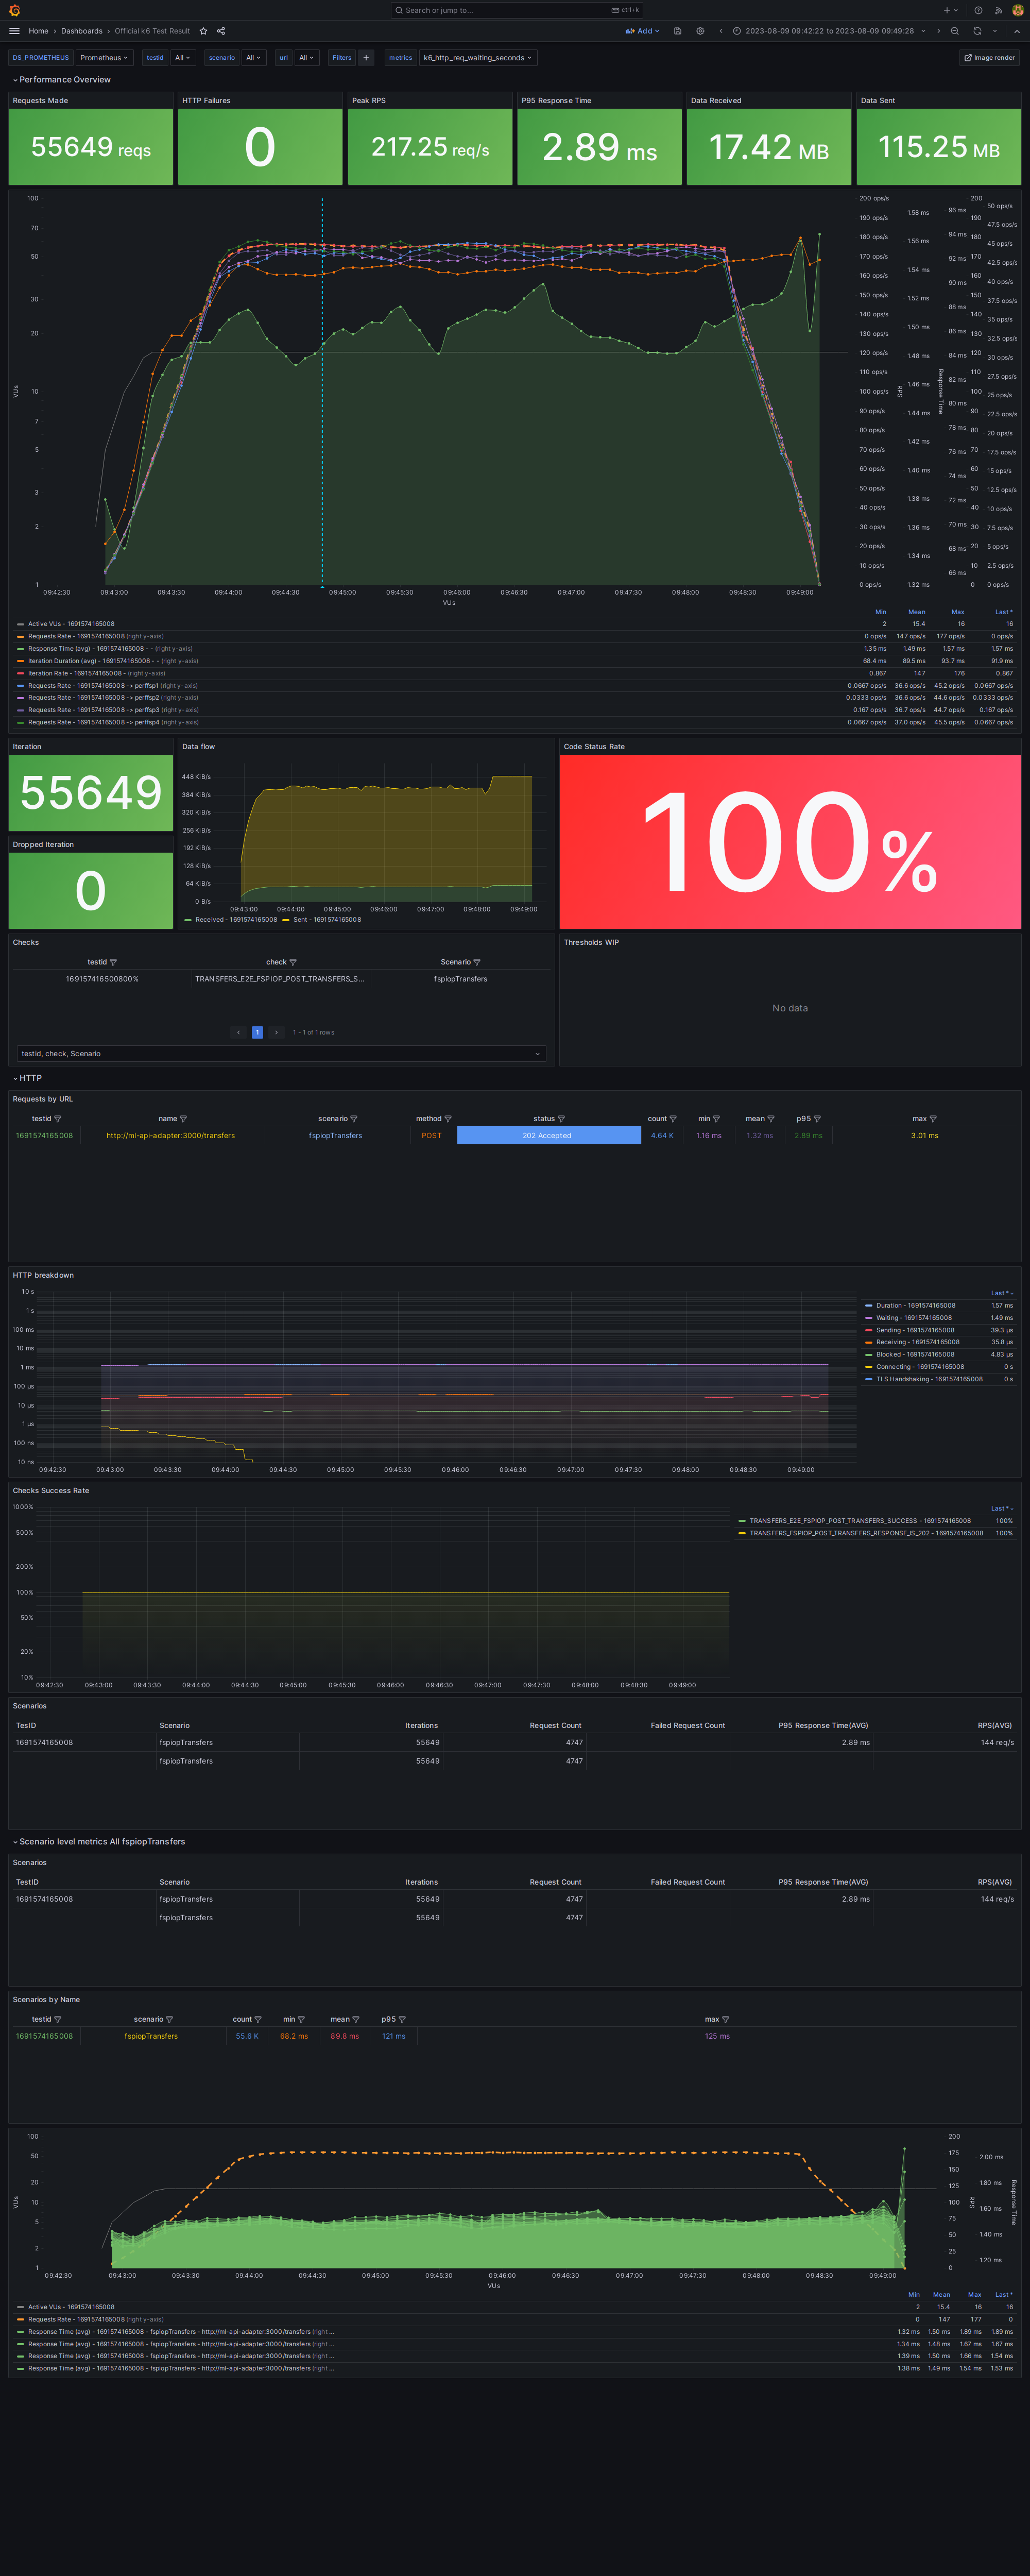 Search or jump to...
ctrl+k
Home › Dashboards › Official k6 Test Result
Add
2023-08-09 09:42:22 to 2023-08-09 09:49:28
DS_PROMETHEUS Prometheus testid All scenario All url All Filters + metrics k6_http_req_waiting_seconds
Image render
Performance Overview
Requests Made
55649 reqs
HTTP Failures
0
Peak RPS
217.25 req/s
P95 Response Time
2.89 ms
Data Received
17.42 MB
Data Sent
115.25 MB
100
70
50
30
20
10
7
5
3
2
1
VUs
200 ops/s
190 ops/s
180 ops/s
170 ops/s
160 ops/s
150 ops/s
140 ops/s
130 ops/s
120 ops/s
110 ops/s
100 ops/s
90 ops/s
80 ops/s
70 ops/s
60 ops/s
50 ops/s
40 ops/s
30 ops/s
20 ops/s
10 ops/s
0 ops/s
RPS
1.58 ms
1.56 ms
1.54 ms
1.52 ms
1.50 ms
1.48 ms
1.46 ms
1.44 ms
1.42 ms
1.40 ms
1.38 ms
1.36 ms
1.34 ms
1.32 ms
Response Time
96 ms
94 ms
92 ms
90 ms
88 ms
86 ms
84 ms
82 ms
80 ms
78 ms
76 ms
74 ms
72 ms
70 ms
68 ms
66 ms
200
190
180
170
160
150
140
130
120
110
100
90
80
70
60
50
40
30
20
10
0
50 ops/s
47.5 ops/s
45 ops/s
42.5 ops/s
40 ops/s
37.5 ops/s
35 ops/s
32.5 ops/s
30 ops/s
27.5 ops/s
25 ops/s
22.5 ops/s
20 ops/s
17.5 ops/s
15 ops/s
12.5 ops/s
10 ops/s
7.5 ops/s
5 ops/s
2.5 ops/s
0 ops/s
09:42:30 09:43:00 09:43:30 09:44:00 09:44:30 09:45:00 09:45:30 09:46:00 09:46:30 09:47:00 09:47:30 09:48:00 09:48:30 09:49:00
VUs
Min Mean Max Last *
Active VUs - 1691574165008 2 15.4 16 16
Requests Rate - 1691574165008 (right y-axis) 0 ops/s 147 ops/s 177 ops/s 0 ops/s
Response Time (avg) - 1691574165008 - - (right y-axis) 1.35 ms 1.49 ms 1.57 ms 1.57 ms
Iteration Duration (avg) - 1691574165008 - - (right y-axis) 68.4 ms 89.5 ms 93.7 ms 91.9 ms
Iteration Rate - 1691574165008 - (right y-axis) 0.867 147 176 0.867
Requests Rate - 1691574165008 -> perffsp1 (right y-axis) 0.0667 ops/s 36.6 ops/s 45.2 ops/s 0.0667 ops/s
Requests Rate - 1691574165008 -> perffsp2 (right y-axis) 0.0333 ops/s 36.6 ops/s 44.6 ops/s 0.0333 ops/s
Requests Rate - 1691574165008 -> perffsp3 (right y-axis) 0.167 ops/s 36.7 ops/s 44.7 ops/s 0.167 ops/s
Requests Rate - 1691574165008 -> perffsp4 (right y-axis) 0.0667 ops/s 37.0 ops/s 45.5 ops/s 0.0667 ops/s
Iteration
55649
Dropped Iteration
0
Data flow
448 KiB/s
384 KiB/s
320 KiB/s
256 KiB/s
192 KiB/s
128 KiB/s
64 KiB/s
0 B/s
09:43:00 09:44:00 09:45:00 09:46:00 09:47:00 09:48:00 09:49:00
Received - 1691574165008 Sent - 1691574165008
Code Status Rate
100%
Checks
testid check Scenario
169157416500800% TRANSFERS_E2E_FSPIOP_POST_TRANSFERS_S... fspiopTransfers
1 1 - 1 of 1 rows
testid, check, Scenario
Thresholds WIP
No data
HTTP
Requests by URL
testid name scenario method status count min mean p95 max
1691574165008 http://ml-api-adapter:3000/transfers fspiopTransfers POST 202 Accepted 4.64 K 1.16 ms 1.32 ms 2.89 ms 3.01 ms
HTTP breakdown
10 s
1 s
100 ms
10 ms
1 ms
100 µs
10 µs
1 µs
100 ns
10 ns
09:42:30 09:43:00 09:43:30 09:44:00 09:44:30 09:45:00 09:45:30 09:46:00 09:46:30 09:47:00 09:47:30 09:48:00 09:48:30 09:49:00
Last *
Duration - 1691574165008 1.57 ms
Waiting - 1691574165008 1.49 ms
Sending - 1691574165008 39.3 µs
Receiving - 1691574165008 35.8 µs
Blocked - 1691574165008 4.83 µs
Connecting - 1691574165008 0 s
TLS Handshaking - 1691574165008 0 s
Checks Success Rate
1000%
500%
200%
100%
50%
20%
10%
09:42:30 09:43:00 09:43:30 09:44:00 09:44:30 09:45:00 09:45:30 09:46:00 09:46:30 09:47:00 09:47:30 09:48:00 09:48:30 09:49:00
Last *
TRANSFERS_E2E_FSPIOP_POST_TRANSFERS_SUCCESS - 1691574165008 100%
TRANSFERS_FSPIOP_POST_TRANSFERS_RESPONSE_IS_202 - 1691574165008 100%
Scenarios
TesID Scenario Iterations Request Count Failed Request Count P95 Response Time(AVG) RPS(AVG)
1691574165008 fspiopTransfers 55649 4747 2.89 ms 144 req/s
fspiopTransfers 55649 4747
Scenario level metrics All fspiopTransfers
Scenarios
TestID Scenario Iterations Request Count Failed Request Count P95 Response Time(AVG) RPS(AVG)
1691574165008 fspiopTransfers 55649 4747 2.89 ms 144 req/s
fspiopTransfers 55649 4747
Scenarios by Name
testid scenario count min mean p95 max
1691574165008 fspiopTransfers 55.6 K 68.2 ms 89.8 ms 121 ms 125 ms
100
50
20
10
5
2
1
VUs
200
175
150
125
100
75
50
25
0
RPS
2.00 ms
1.80 ms
1.60 ms
1.40 ms
1.20 ms
Response Time
09:42:30 09:43:00 09:43:30 09:44:00 09:44:30 09:45:00 09:45:30 09:46:00 09:46:30 09:47:00 09:47:30 09:48:00 09:48:30 09:49:00
VUs
Min Mean Max Last *
Active VUs - 1691574165008 2 15.4 16 16
Requests Rate - 1691574165008 (right y-axis) 0 147 177 0
Response Time (avg) - 1691574165008 - fspiopTransfers - http://ml-api-adapter:3000/transfers (right ... 1.32 ms 1.50 ms 1.89 ms 1.89 ms
Response Time (avg) - 1691574165008 - fspiopTransfers - http://ml-api-adapter:3000/transfers (right ... 1.34 ms 1.48 ms 1.67 ms 1.67 ms
Response Time (avg) - 1691574165008 - fspiopTransfers - http://ml-api-adapter:3000/transfers (right ... 1.39 ms 1.50 ms 1.66 ms 1.54 ms
Response Time (avg) - 1691574165008 - fspiopTransfers - http://ml-api-adapter:3000/transfers (right ... 1.38 ms 1.49 ms 1.54 ms 1.53 ms